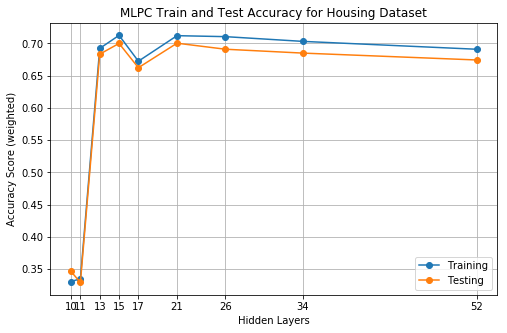 MLPC Train and Test Accuracy for Housing Dataset
Accuracy Score (weighted)
0.70
0.65
0.60
0.55
0.50
0.45
0.40
0.35
Training
Testing
10 11 13 15 17 21 26 34 52
Hidden Layers